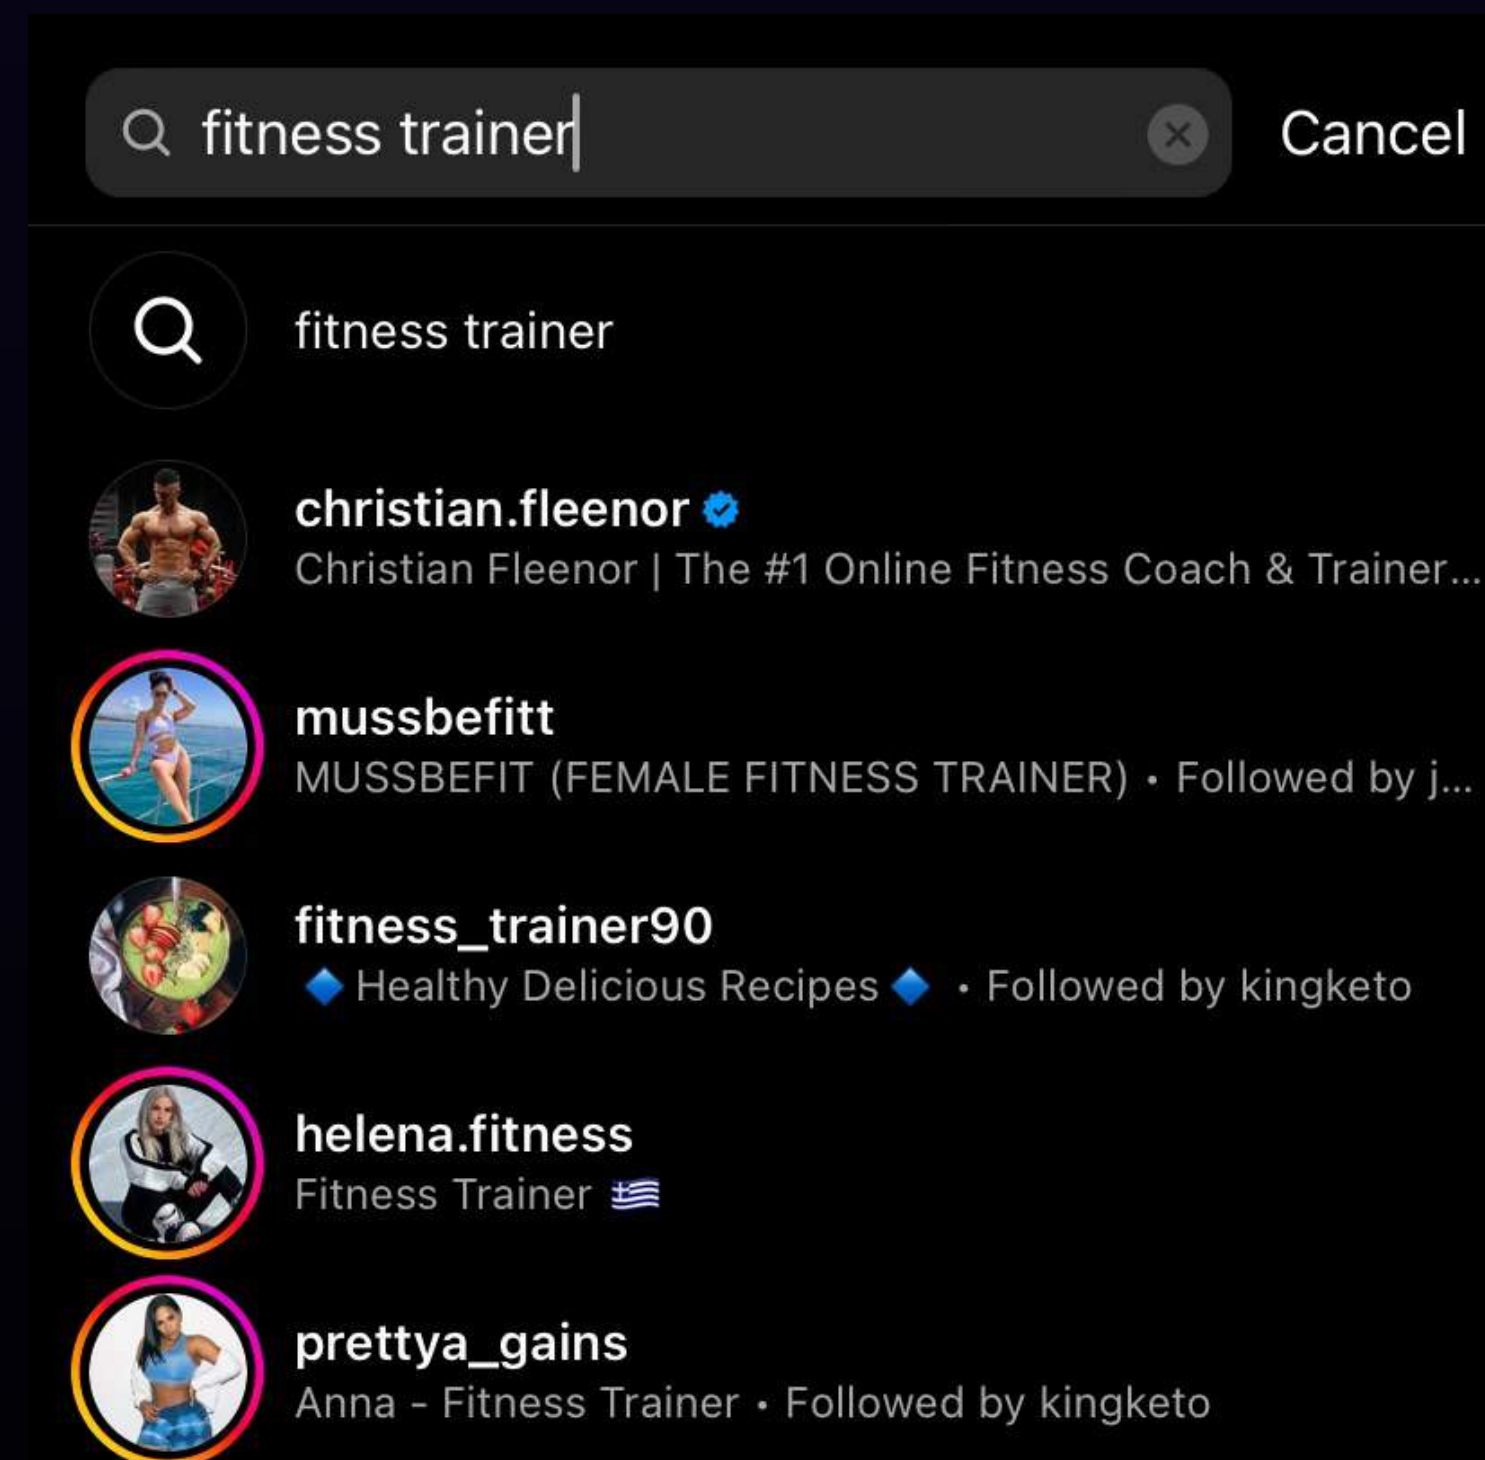 fitness trainer Cancel
fitness trainer
christian.fleenor
Christian Fleenor | The #1 Online Fitness Coach & Trainer...
mussbefitt
MUSSBEFIT (FEMALE FITNESS TRAINER) • Followed by j...
fitness_trainer90
🔷 Healthy Delicious Recipes 🔷 • Followed by kingketo
helena.fitness
Fitness Trainer 🇬🇷
prettya_gains
Anna - Fitness Trainer • Followed by kingketo